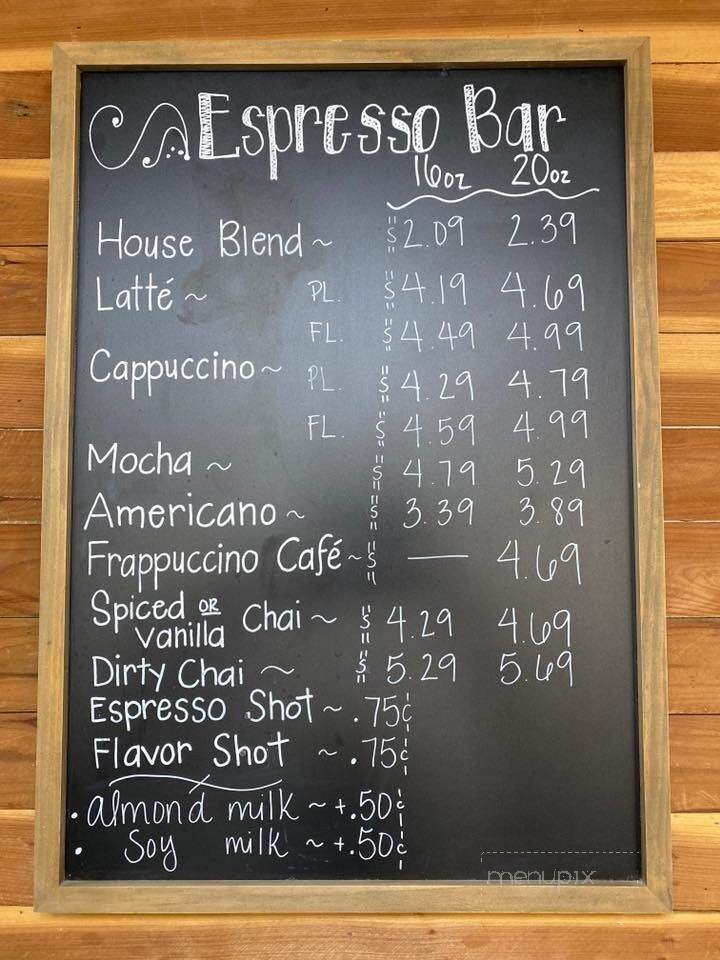 Espresso Bar
16oz 20oz
House Blend ~ $2.09 2.39
Latté ~ PL. $4.19 4.69
FL. $4.49 4.99
Cappuccino ~ PL. $4.29 4.79
FL. $4.59 4.99
Mocha ~ $4.79 5.29
Americano ~ $3.39 3.89
Frappuccino Café ~ $ — 4.69
Spiced OR
vanilla Chai ~ $4.29 4.69
Dirty Chai ~ $5.29 5.69
Espresso Shot ~ .75¢
Flavor Shot ~ .75¢
• almond milk ~ +.50¢
• Soy milk ~ +.50¢
menupix